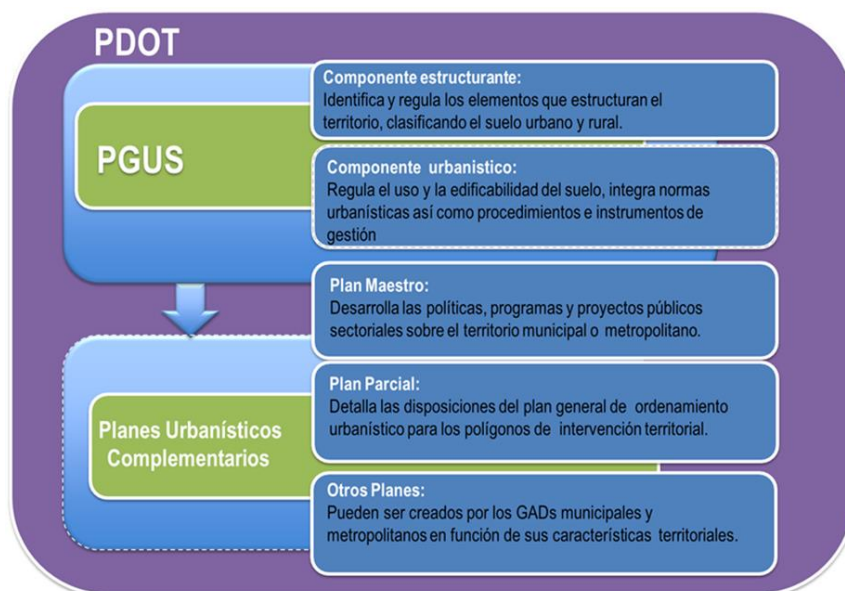 PDOT
PGUS
Componente estructurante:
Identifica y regula los elementos que estructuran el
territorio, clasificando el suelo urbano y rural.
Componente urbanistico:
Regula el uso y la edificabilidad del suelo, integra normas
urbanísticas así como procedimientos e instrumentos de
gestión
Planes Urbanísticos
Complementarios
Plan Maestro:
Desarrolla las políticas, programas y proyectos públicos
sectoriales sobre el territorio municipal o metropolitano.
Plan Parcial:
Detalla las disposiciones del plan general de ordenamiento
urbanístico para los polígonos de intervención territorial.
Otros Planes:
Pueden ser creados por los GADs municipales y
metropolitanos en función de sus características territoriales.